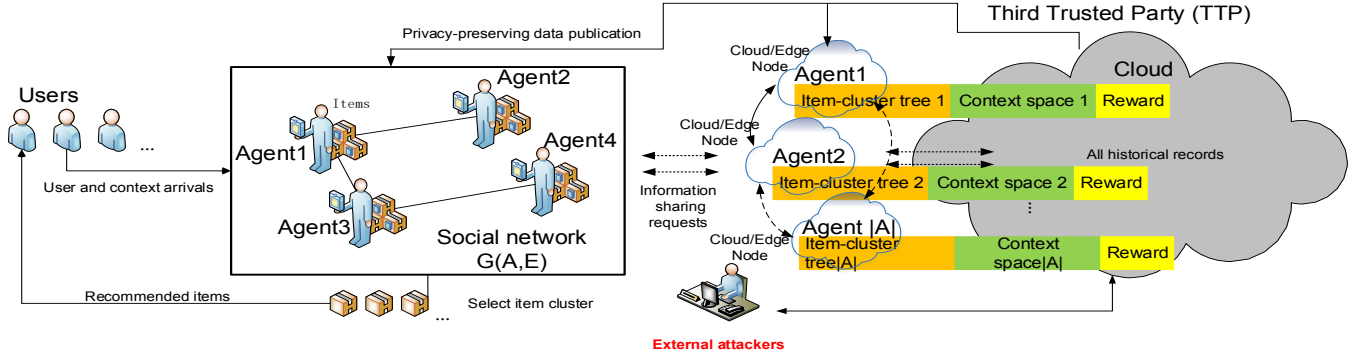 Third Trusted Party (TTP)
Privacy-preserving data publication
Cloud/Edge
Node
Cloud
Users
Agent2
Items
Agent1
Agent4
Agent3
...
User and context arrivals
Social network
G(A,E)
Recommended items
...
Select item cluster
Information
sharing
requests
Agent1
Item-cluster tree 1
Context space 1
Reward
Cloud/Edge
Node
Agent2
All historical records
Item-cluster tree 2
Context space 2
Reward
...
Agent |A|
Cloud/Edge
Node
Item-cluster
tree|A|
Context
space|A|
Reward
External attackers